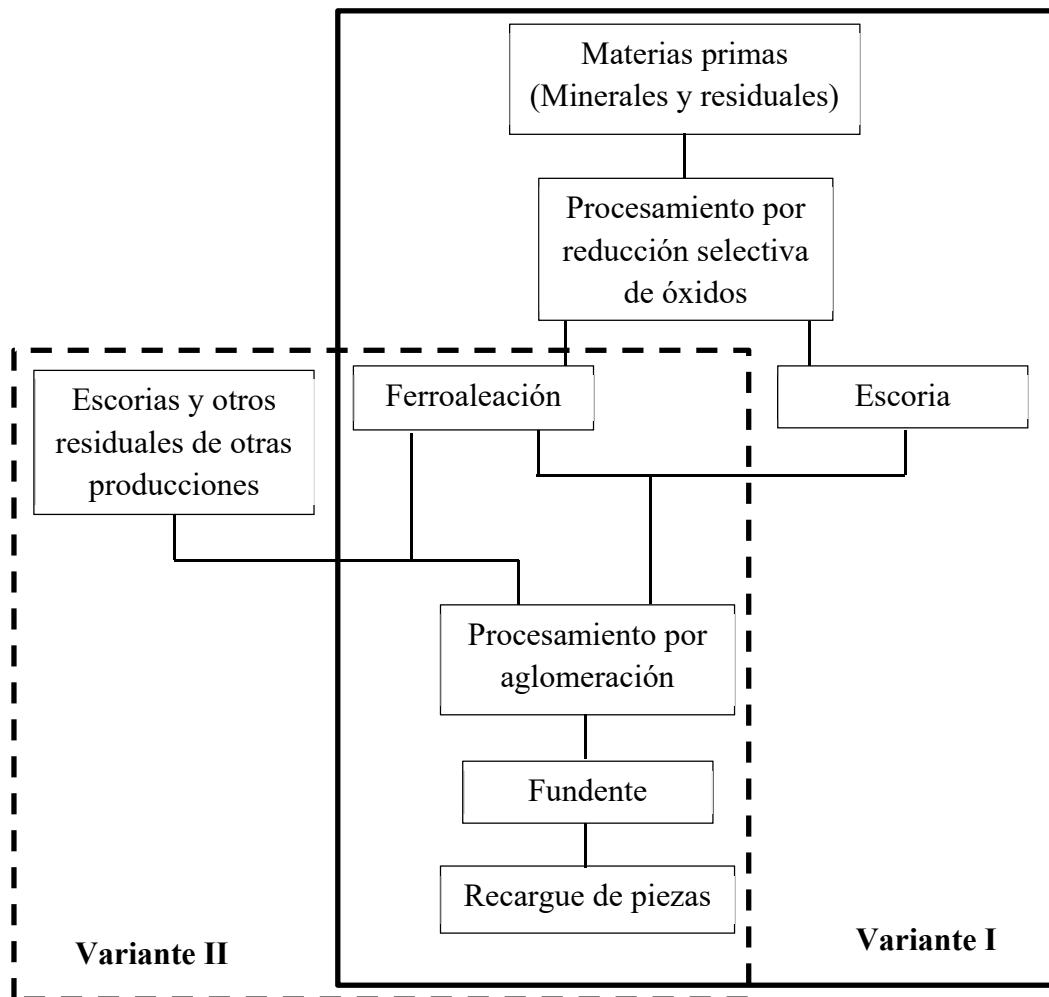 Materias primas
(Minerales y residuales)
Procesamiento por
reducción selectiva
de óxidos
Escorias y otros
residuales de otras
producciones
Ferroaleación
Escoria
Procesamiento por
aglomeración
Fundente
Recargue de piezas
Variante II
Variante I